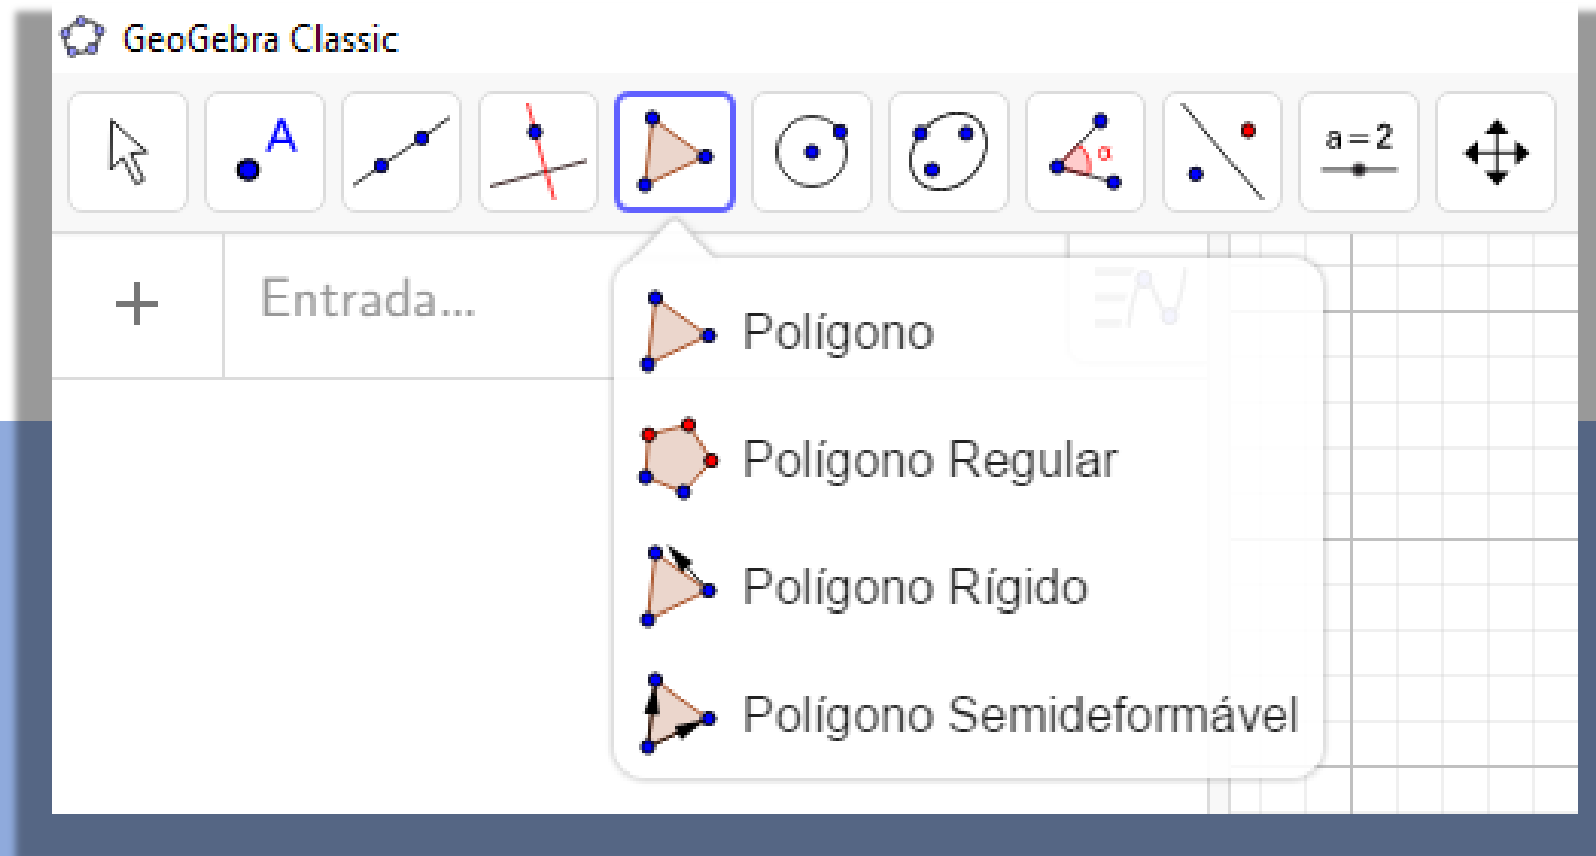 GeoGebra Classic
A
α
a = 2
+
Entrada...
Polígono
Polígono Regular
Polígono Rígido
Polígono Semideformável